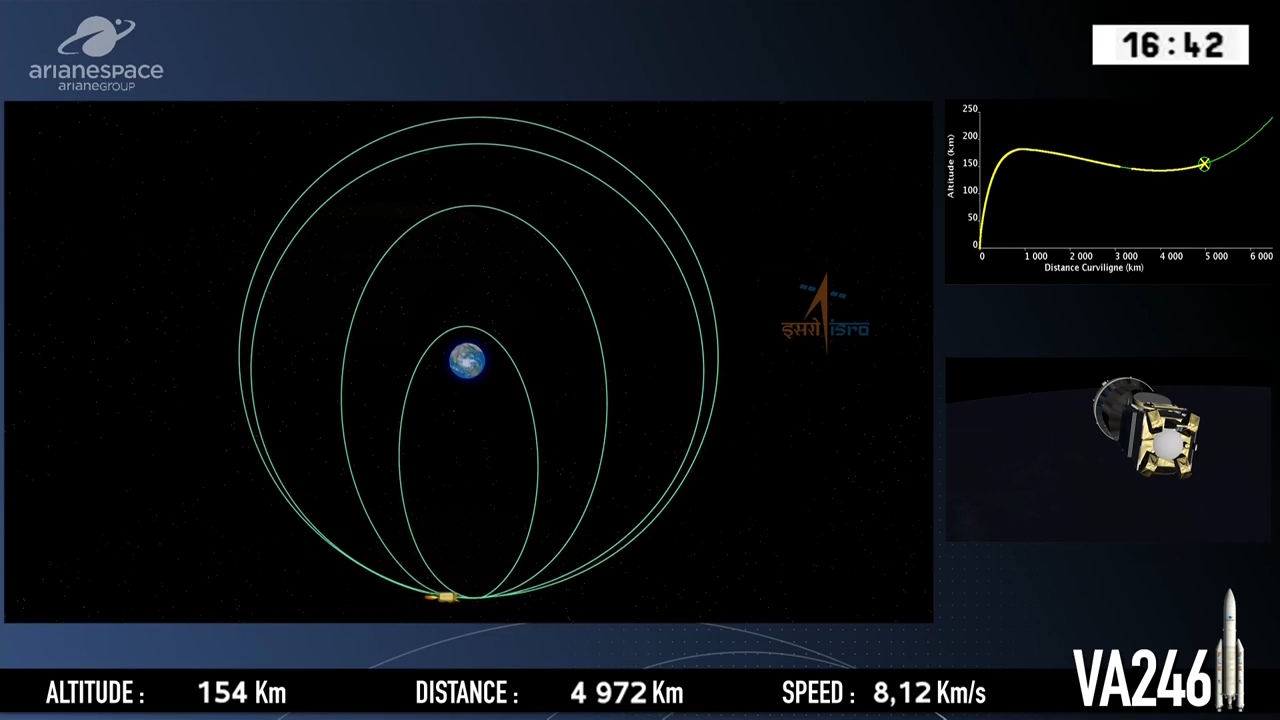 arianespace
arianeGROUP
16:42
250
200
150
100
50
0
Altitude (km)
0 1 000 2 000 3 000 4 000 5 000 6 000
Distance Curviligne (km)
इसरो isro
VA246
ALTITUDE : 154 Km DISTANCE : 4 972 Km SPEED : 8,12 Km/s